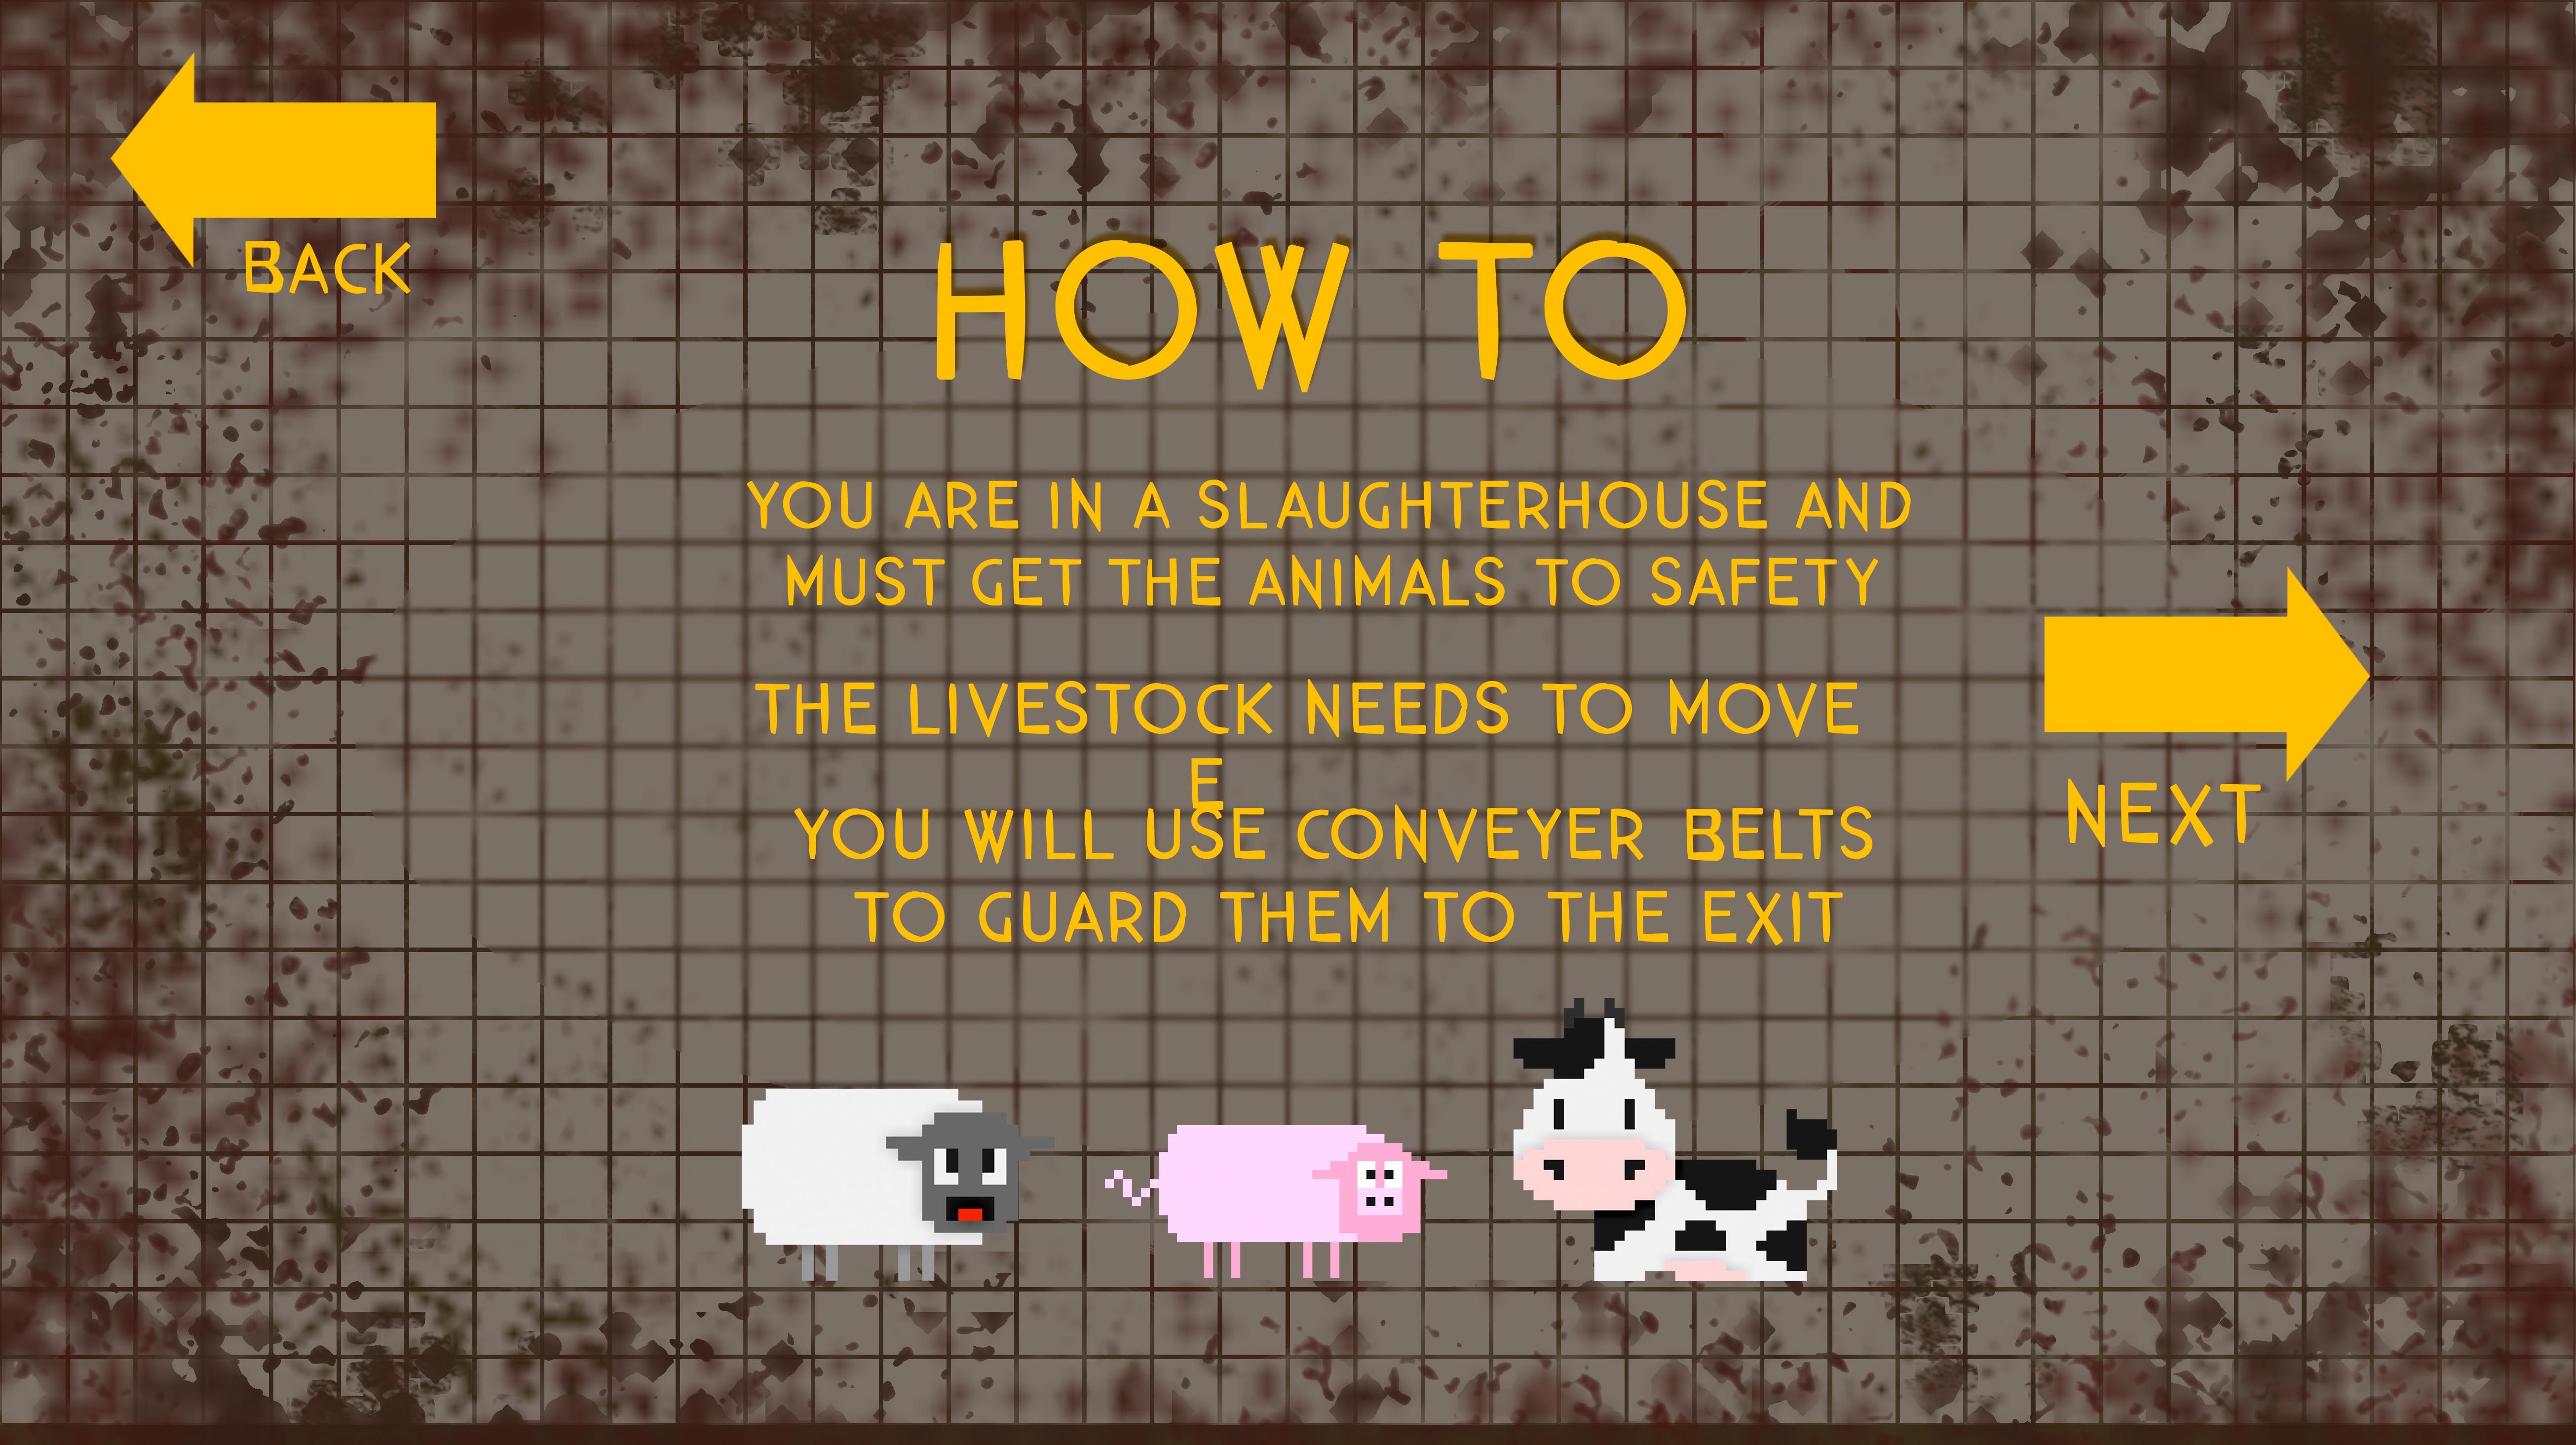 BACK
HOW TO
YOU ARE IN A SLAUGHTERHOUSE AND
MUST GET THE ANIMALS TO SAFETY
THE LIVESTOCK NEEDS TO MOVE
E
YOU WILL USE CONVEYER BELTS
TO GUARD THEM TO THE EXIT
NEXT